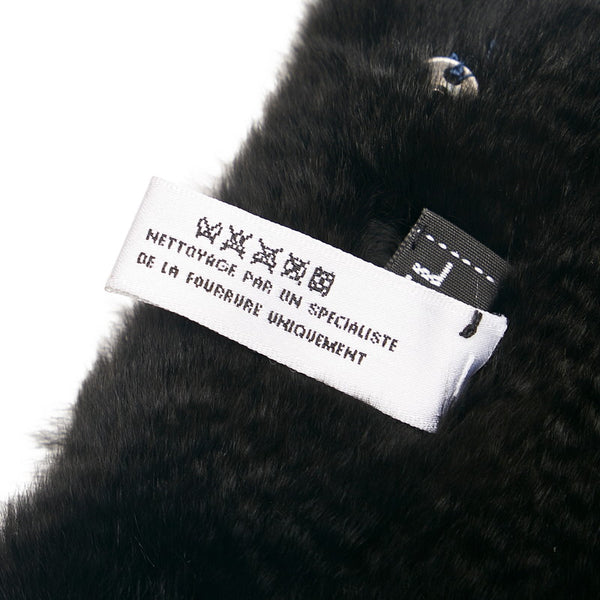 NETTOYAGE PAR UN SPECIALISTE
DE LA FOURRURE UNIQUEMENT